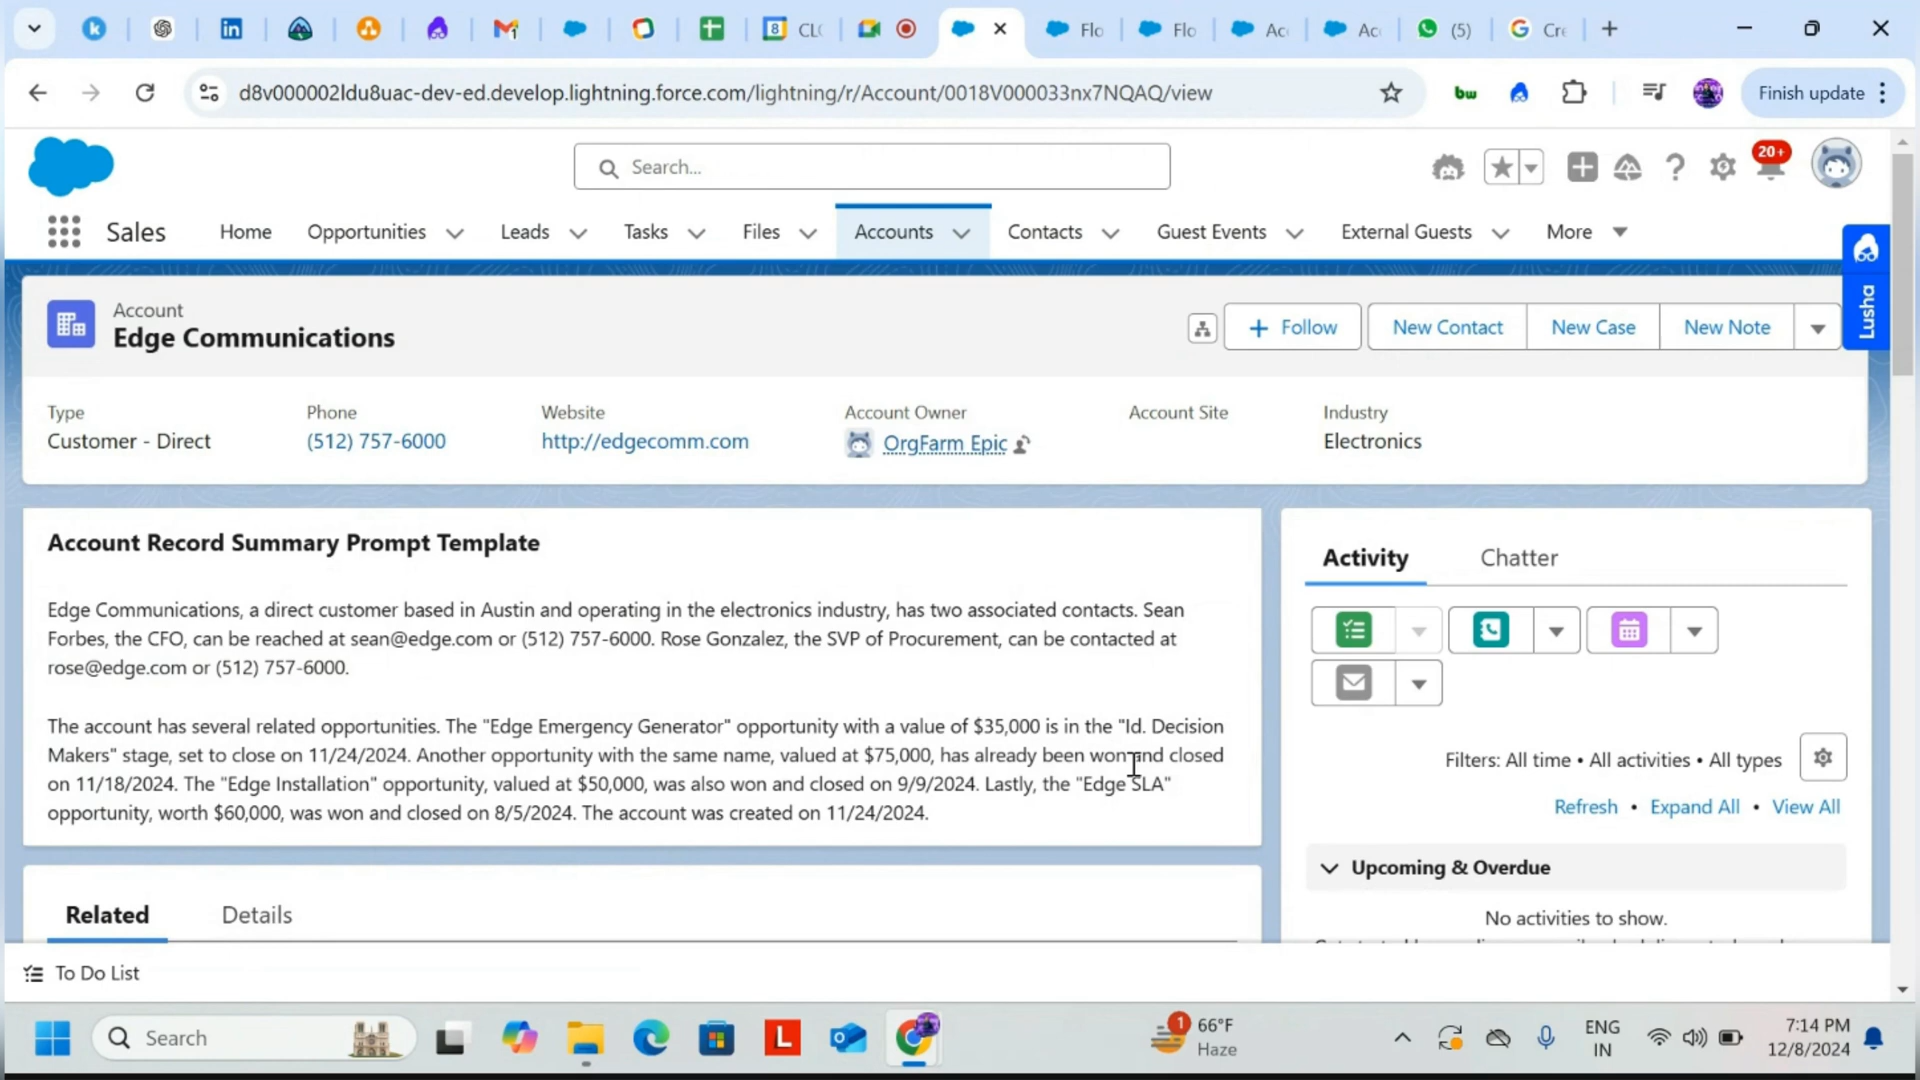 CL
(5)
Flo
Flo
Ac
Ac
Cr
d8v000002ldu8uac-dev-ed.develop.lightning.force.com/lightning/r/Account/0018V000033nx7NQAQ/view
bw
Finish update
Search...
20+
Sales
Home
Opportunities
Leads
Tasks
Files
Accounts
Contacts
Guest Events
External Guests
More
Lusha
Account
Edge Communications
Follow
New Contact
New Case
New Note
Type
Phone
Website
Account Owner
Account Site
Industry
Customer - Direct
(512) 757-6000
http://edgecomm.com
OrgFarm Epic
Electronics
Account Record Summary Prompt Template
Edge Communications, a direct customer based in Austin and operating in the electronics industry, has two associated contacts. Sean
Forbes, the CFO, can be reached at sean@edge.com or (512) 757-6000. Rose Gonzalez, the SVP of Procurement, can be contacted at
rose@edge.com or (512) 757-6000.
The account has several related opportunities. The "Edge Emergency Generator" opportunity with a value of $35,000 is in the "Id. Decision
Makers" stage, set to close on 11/24/2024. Another opportunity with the same name, valued at $75,000, has already been won and closed
on 11/18/2024. The "Edge Installation" opportunity, valued at $50,000, was also won and closed on 9/9/2024. Lastly, the "Edge SLA"
opportunity, worth $60,000, was won and closed on 8/5/2024. The account was created on 11/24/2024.
Activity
Chatter
Filters: All time • All activities • All types
Refresh • Expand All • View All
Upcoming & Overdue
No activities to show.
Related
Details
To Do List
Search
1
66°F
Haze
ENG
IN
7:14 PM
12/8/2024